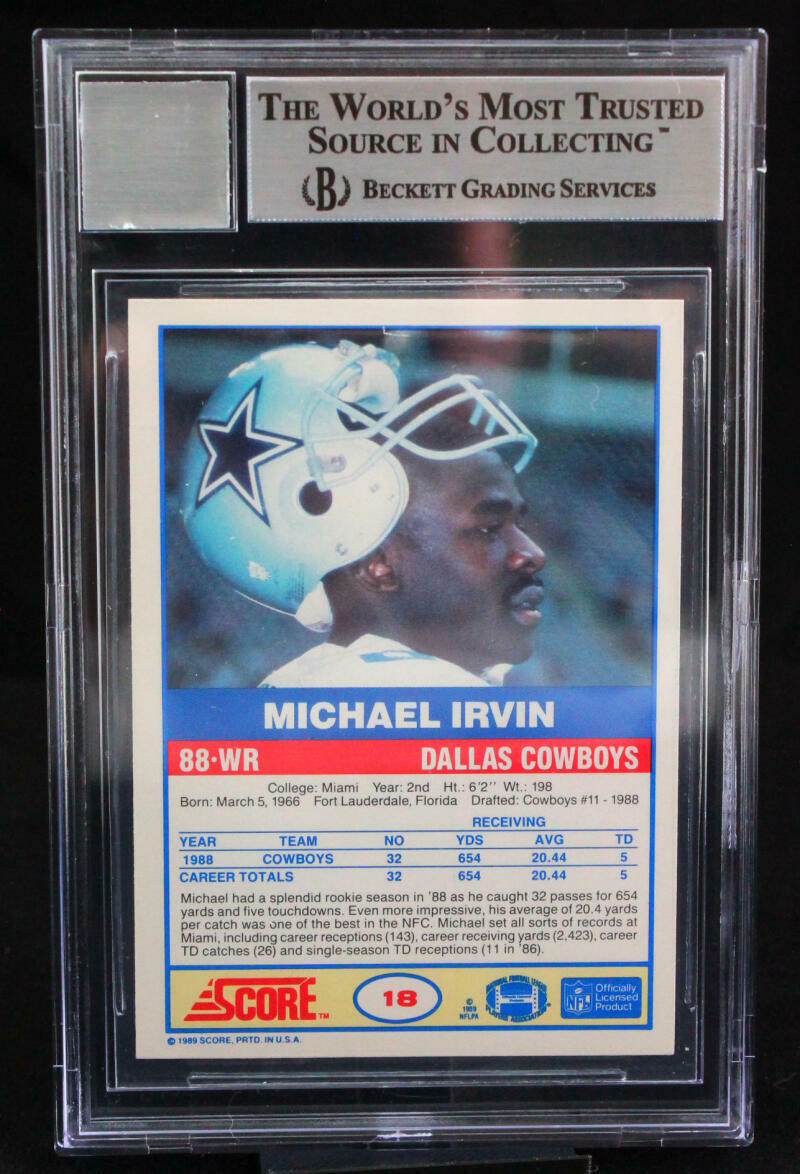 THE WORLD'S MOST TRUSTED
SOURCE IN COLLECTING™
B BECKETT GRADING SERVICES
MICHAEL IRVIN
88·WR DALLAS COWBOYS
College: Miami Year: 2nd Ht.: 6'2'' Wt.: 198
Born: March 5, 1966 Fort Lauderdale, Florida Drafted: Cowboys #11 - 1988
RECEIVING
YEAR TEAM NO YDS AVG TD
1988 COWBOYS 32 654 20.44 5
CAREER TOTALS 32 654 20.44 5
Michael had a splendid rookie season in '88 as he caught 32 passes for 654
yards and five touchdowns. Even more impressive, his average of 20.4 yards
per catch was one of the best in the NFC. Michael set all sorts of records at
Miami, including career receptions (143), career receiving yards (2,423), career
TD catches (26) and single-season TD receptions (11 in '86).
SCORE™
18
©
1989
NFLPA
NATIONAL FOOTBALL LEAGUE
PLAYERS ASSOCIATION
NFL
Officially
Licensed
Product
© 1989 SCORE, PRTD. IN U.S.A.